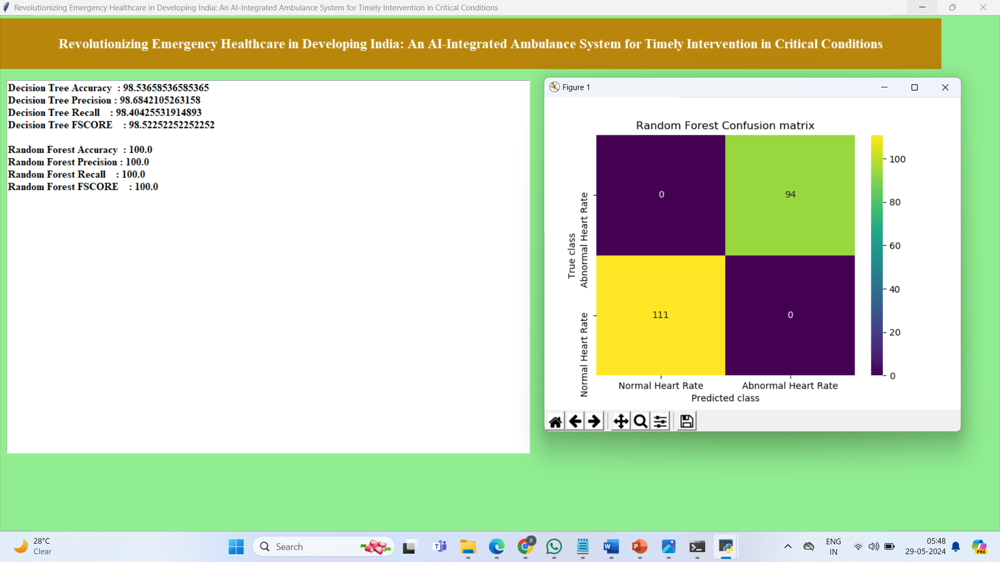 Revolutionizing Emergency Healthcare in Developing India: An AI-Integrated Ambulance System for Timely Intervention in Critical Conditions
Revolutionizing Emergency Healthcare in Developing India: An AI-Integrated Ambulance System for Timely Intervention in Critical Conditions
Decision Tree Accuracy : 98.53658536585365
Decision Tree Precision : 98.6842105263158
Decision Tree Recall : 98.40425531914893
Decision Tree FSCORE : 98.52252252252252
Random Forest Accuracy : 100.0
Random Forest Precision : 100.0
Random Forest Recall : 100.0
Random Forest FSCORE : 100.0
Figure 1
Random Forest Confusion matrix
True class
Abnormal Heart Rate
Normal Heart Rate
0
94
111
0
100
80
60
40
20
0
Normal Heart Rate
Abnormal Heart Rate
Predicted class
28°C
Clear
Search
P
W
P
ENG
IN
05:48
29-05-2024
PRE